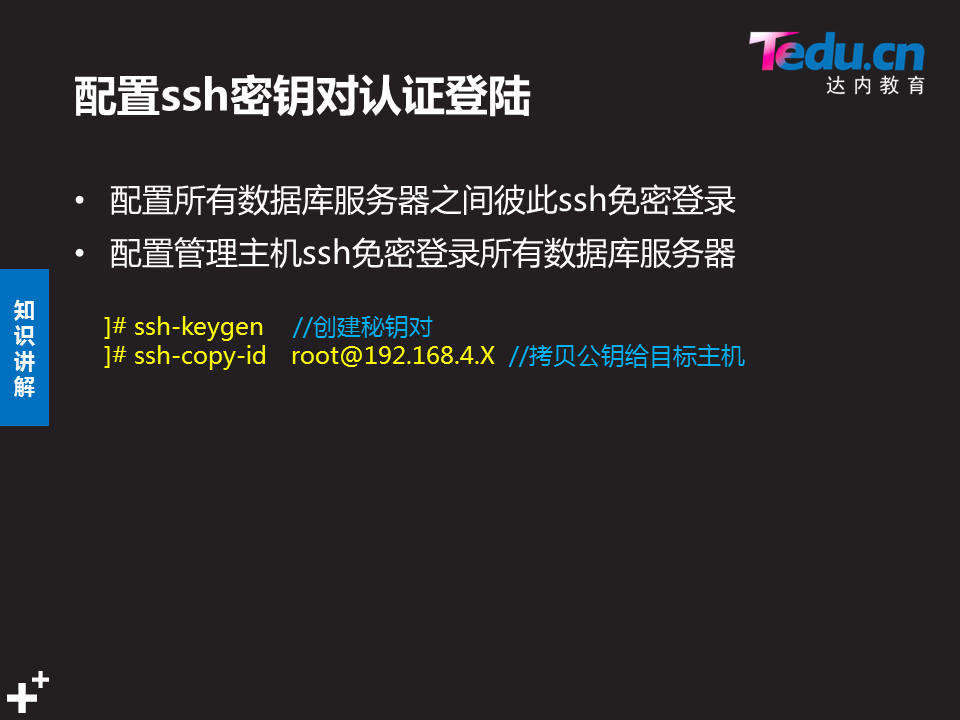 Tedu.cn
达内教育
配置ssh密钥对认证登陆
• 配置所有数据库服务器之间彼此ssh免密登录
• 配置管理主机ssh免密登录所有数据库服务器
知识讲解
]# ssh-keygen //创建秘钥对
]# ssh-copy-id root@192.168.4.X //拷贝公钥给目标主机